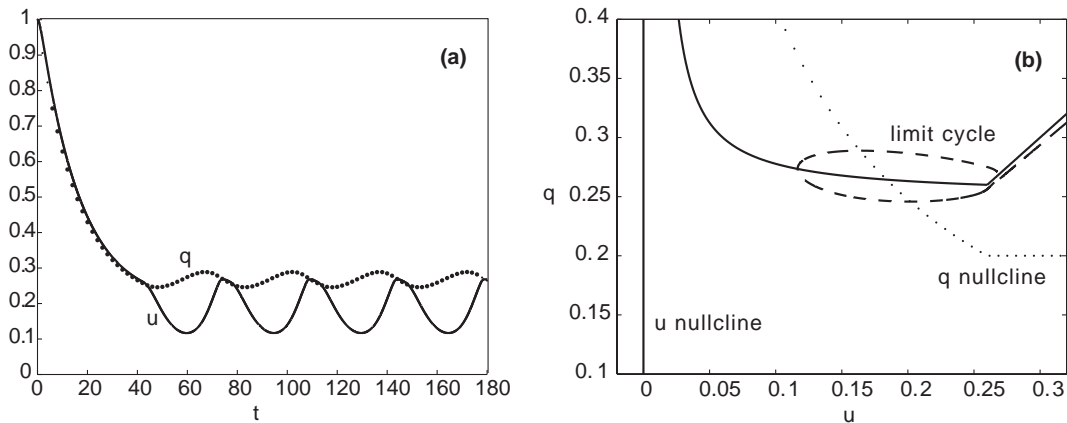 1
0.9
0.8
0.7
0.6
0.5
0.4
0.3
0.2
0.1
0
0 20 40 60 80 100 120 140 160 180
t
q
u
(a)
0.4
0.35
0.3
0.25
0.2
0.15
0.1
q
0 0.05 0.1 0.15 0.2 0.25 0.3
u
(b)
limit cycle
q nullcline
u nullcline